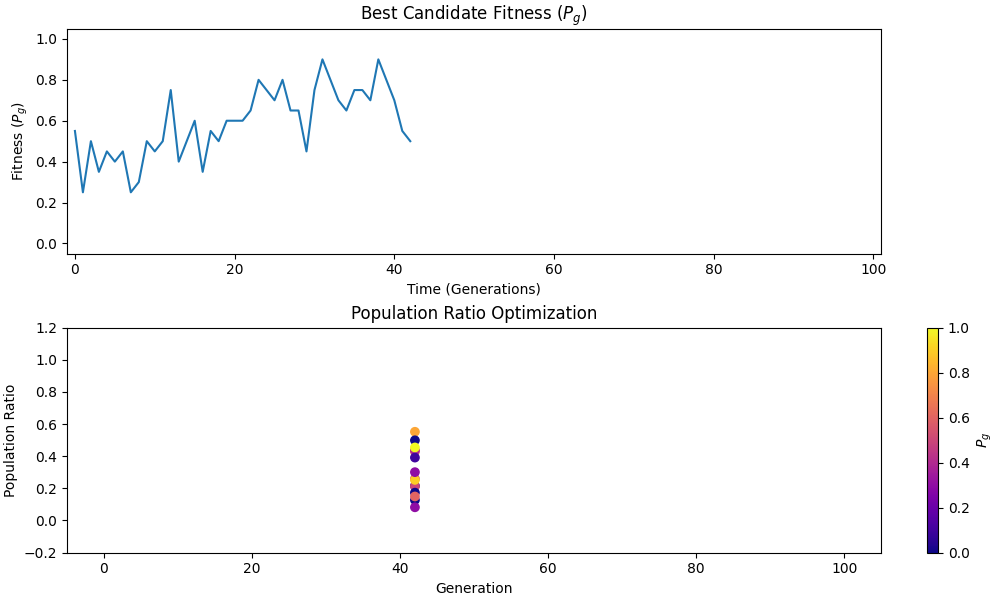 Best Candidate Fitness (P_g)
1.0
0.8
0.6
0.4
0.2
0.0
Fitness (P_g)
0 20 40 60 80 100
Time (Generations)
Population Ratio Optimization
1.2
1.0
0.8
0.6
0.4
0.2
0.0
−0.2
Population Ratio
0 20 40 60 80 100
Generation
1.0
0.8
0.6
0.4
0.2
0.0
P_g